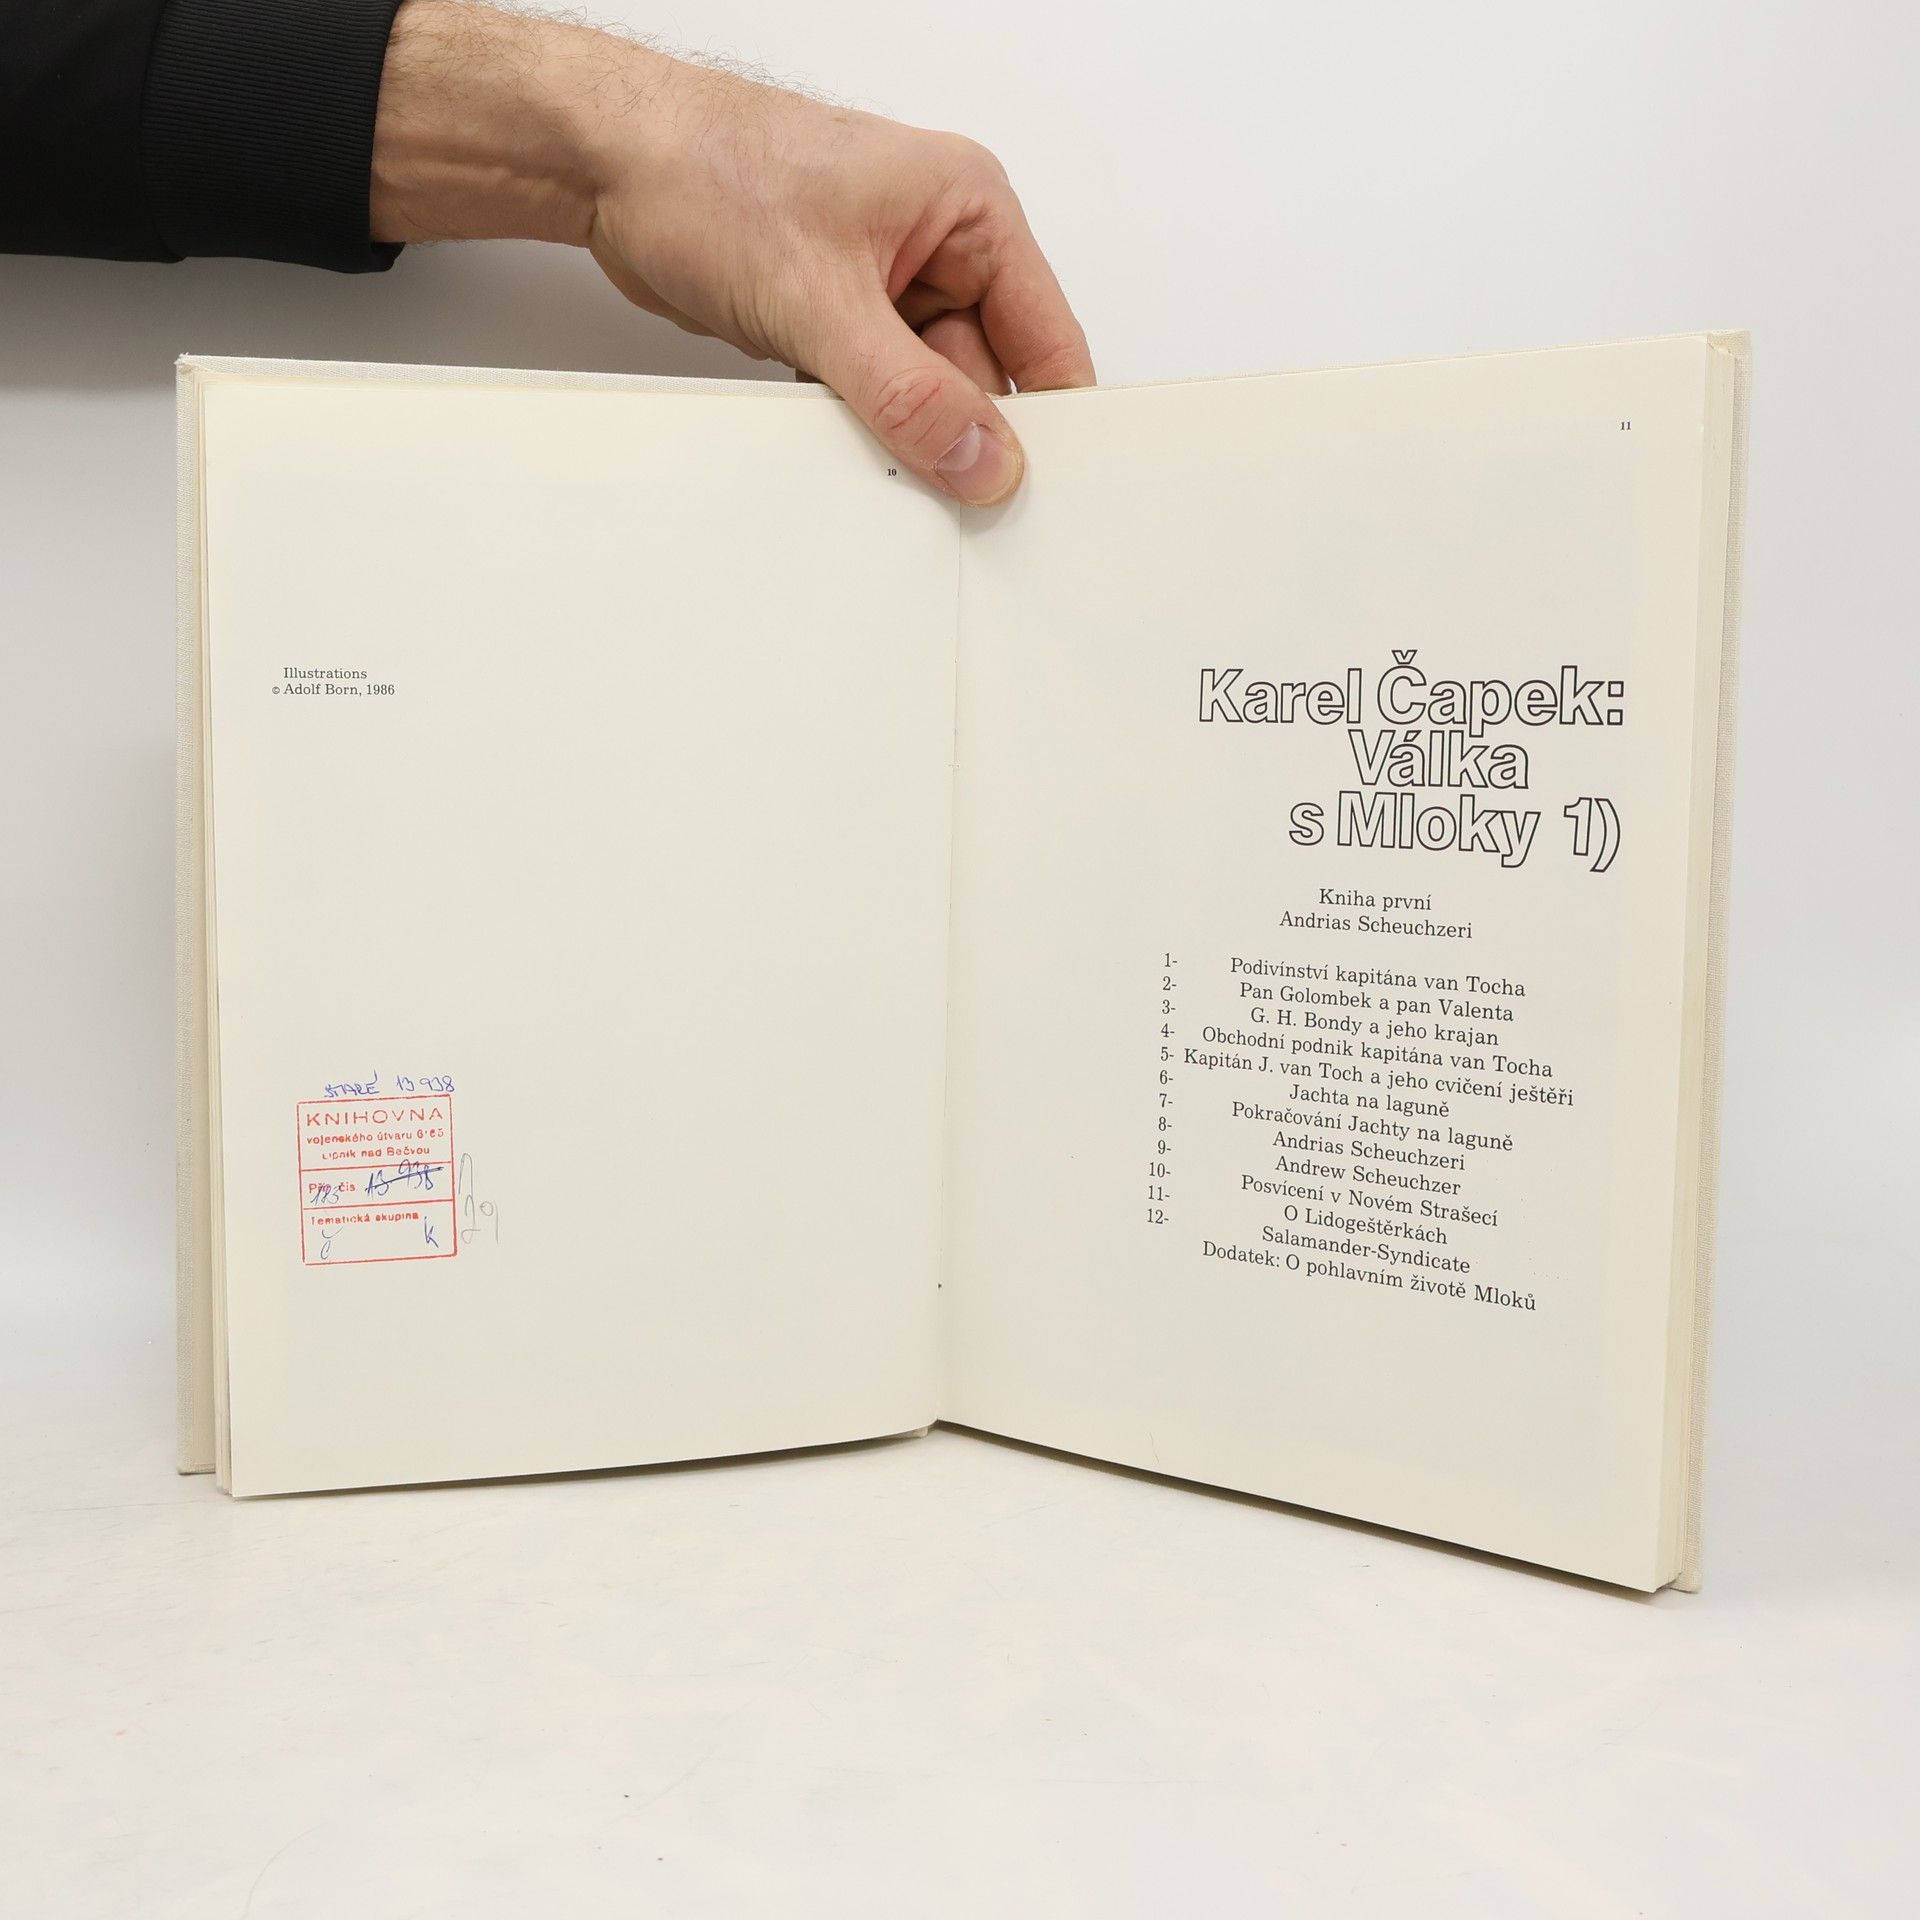 10
Illustrations
© Adolf Born, 1986
STARÉ 13 938
KNIHOVNA
vojenského útvaru
Lipník nad Bečvou
čís. 13 938
185
Tematická skupina
Č K
11
Karel Čapek:
Válka
s Mloky 1)
Kniha první
Andrias Scheuchzeri
1- Podivínství kapitána van Tocha
2- Pan Golombek a pan Valenta
3- G. H. Bondy a jeho krajan
4- Obchodní podnik kapitána van Tocha
5- Kapitán J. van Toch a jeho cvičení ještěři
6- Jachta na laguně
7- Pokračování Jachty na laguně
8- Andrias Scheuchzeri
9- Andrew Scheuchzer
10- Posvícení v Novém Strašecí
11- O Lidogeštěrkách
12- Salamander-Syndicate
Dodatek: O pohlavním životě Mloků